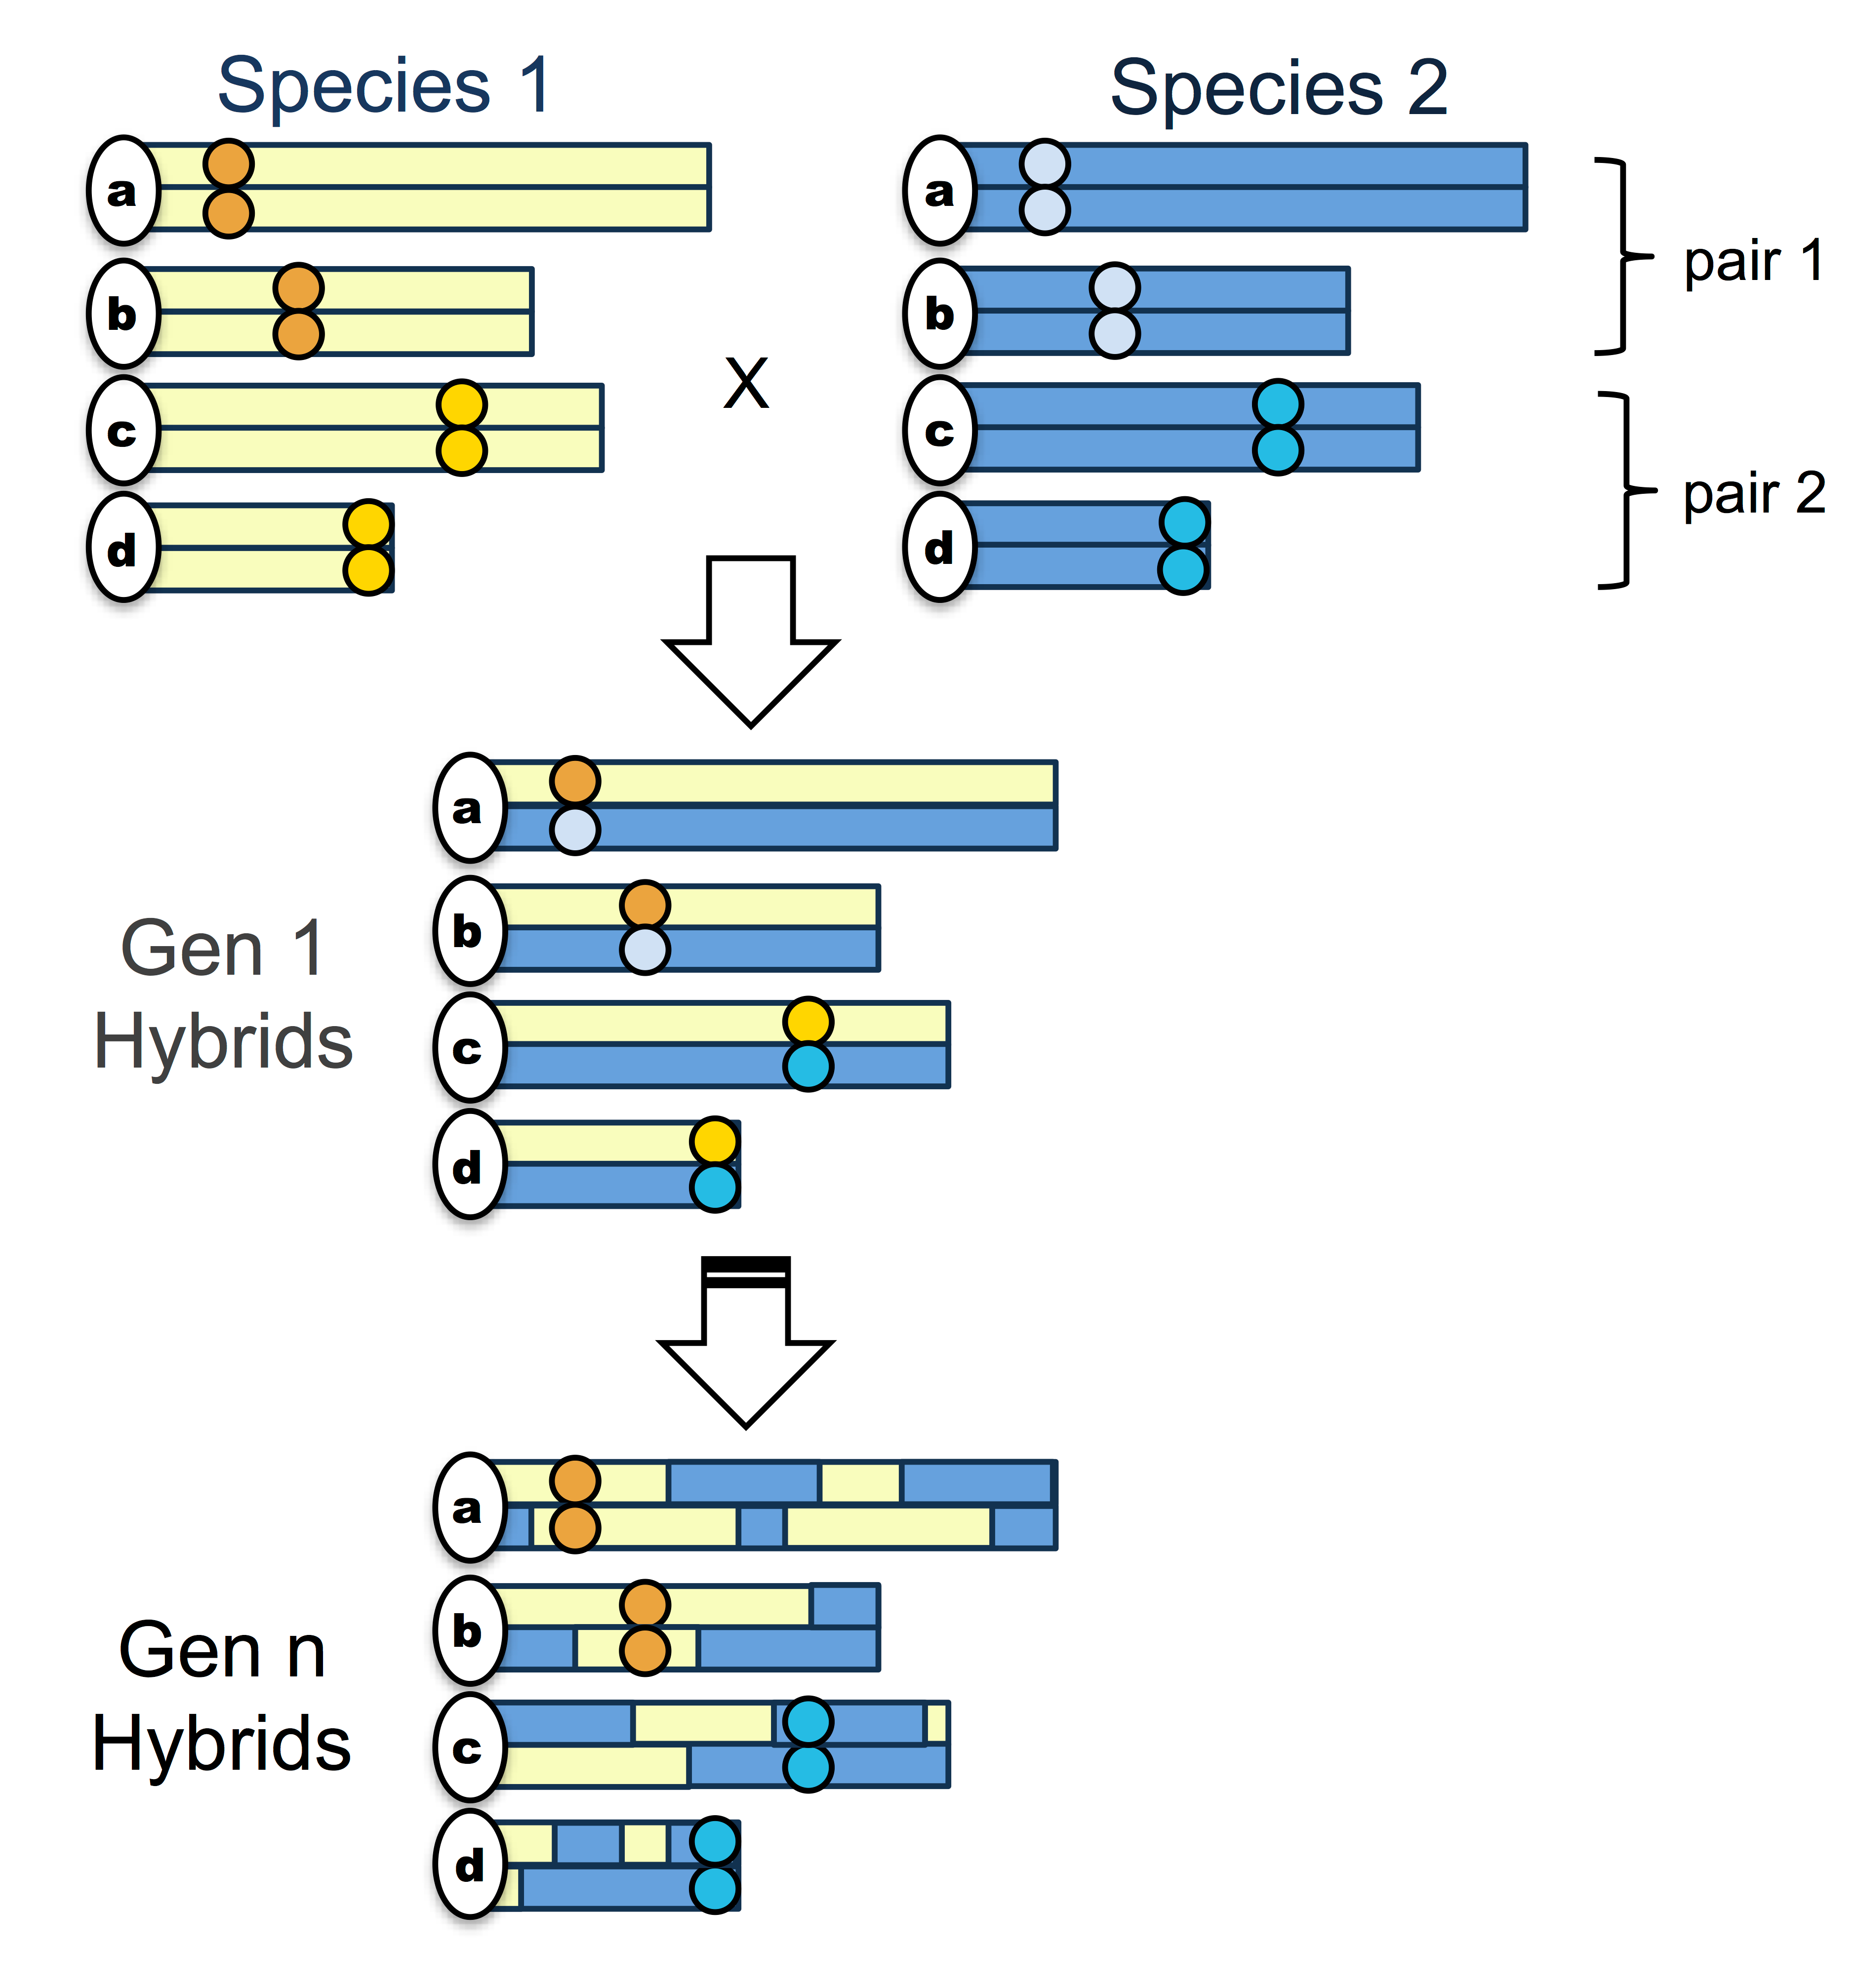 Species 1
Species 2
a
a
b
b
pair 1
X
c
c
d
d
pair 2
a
b
Gen 1
Hybrids
c
d
a
b
Gen n
Hybrids
c
d